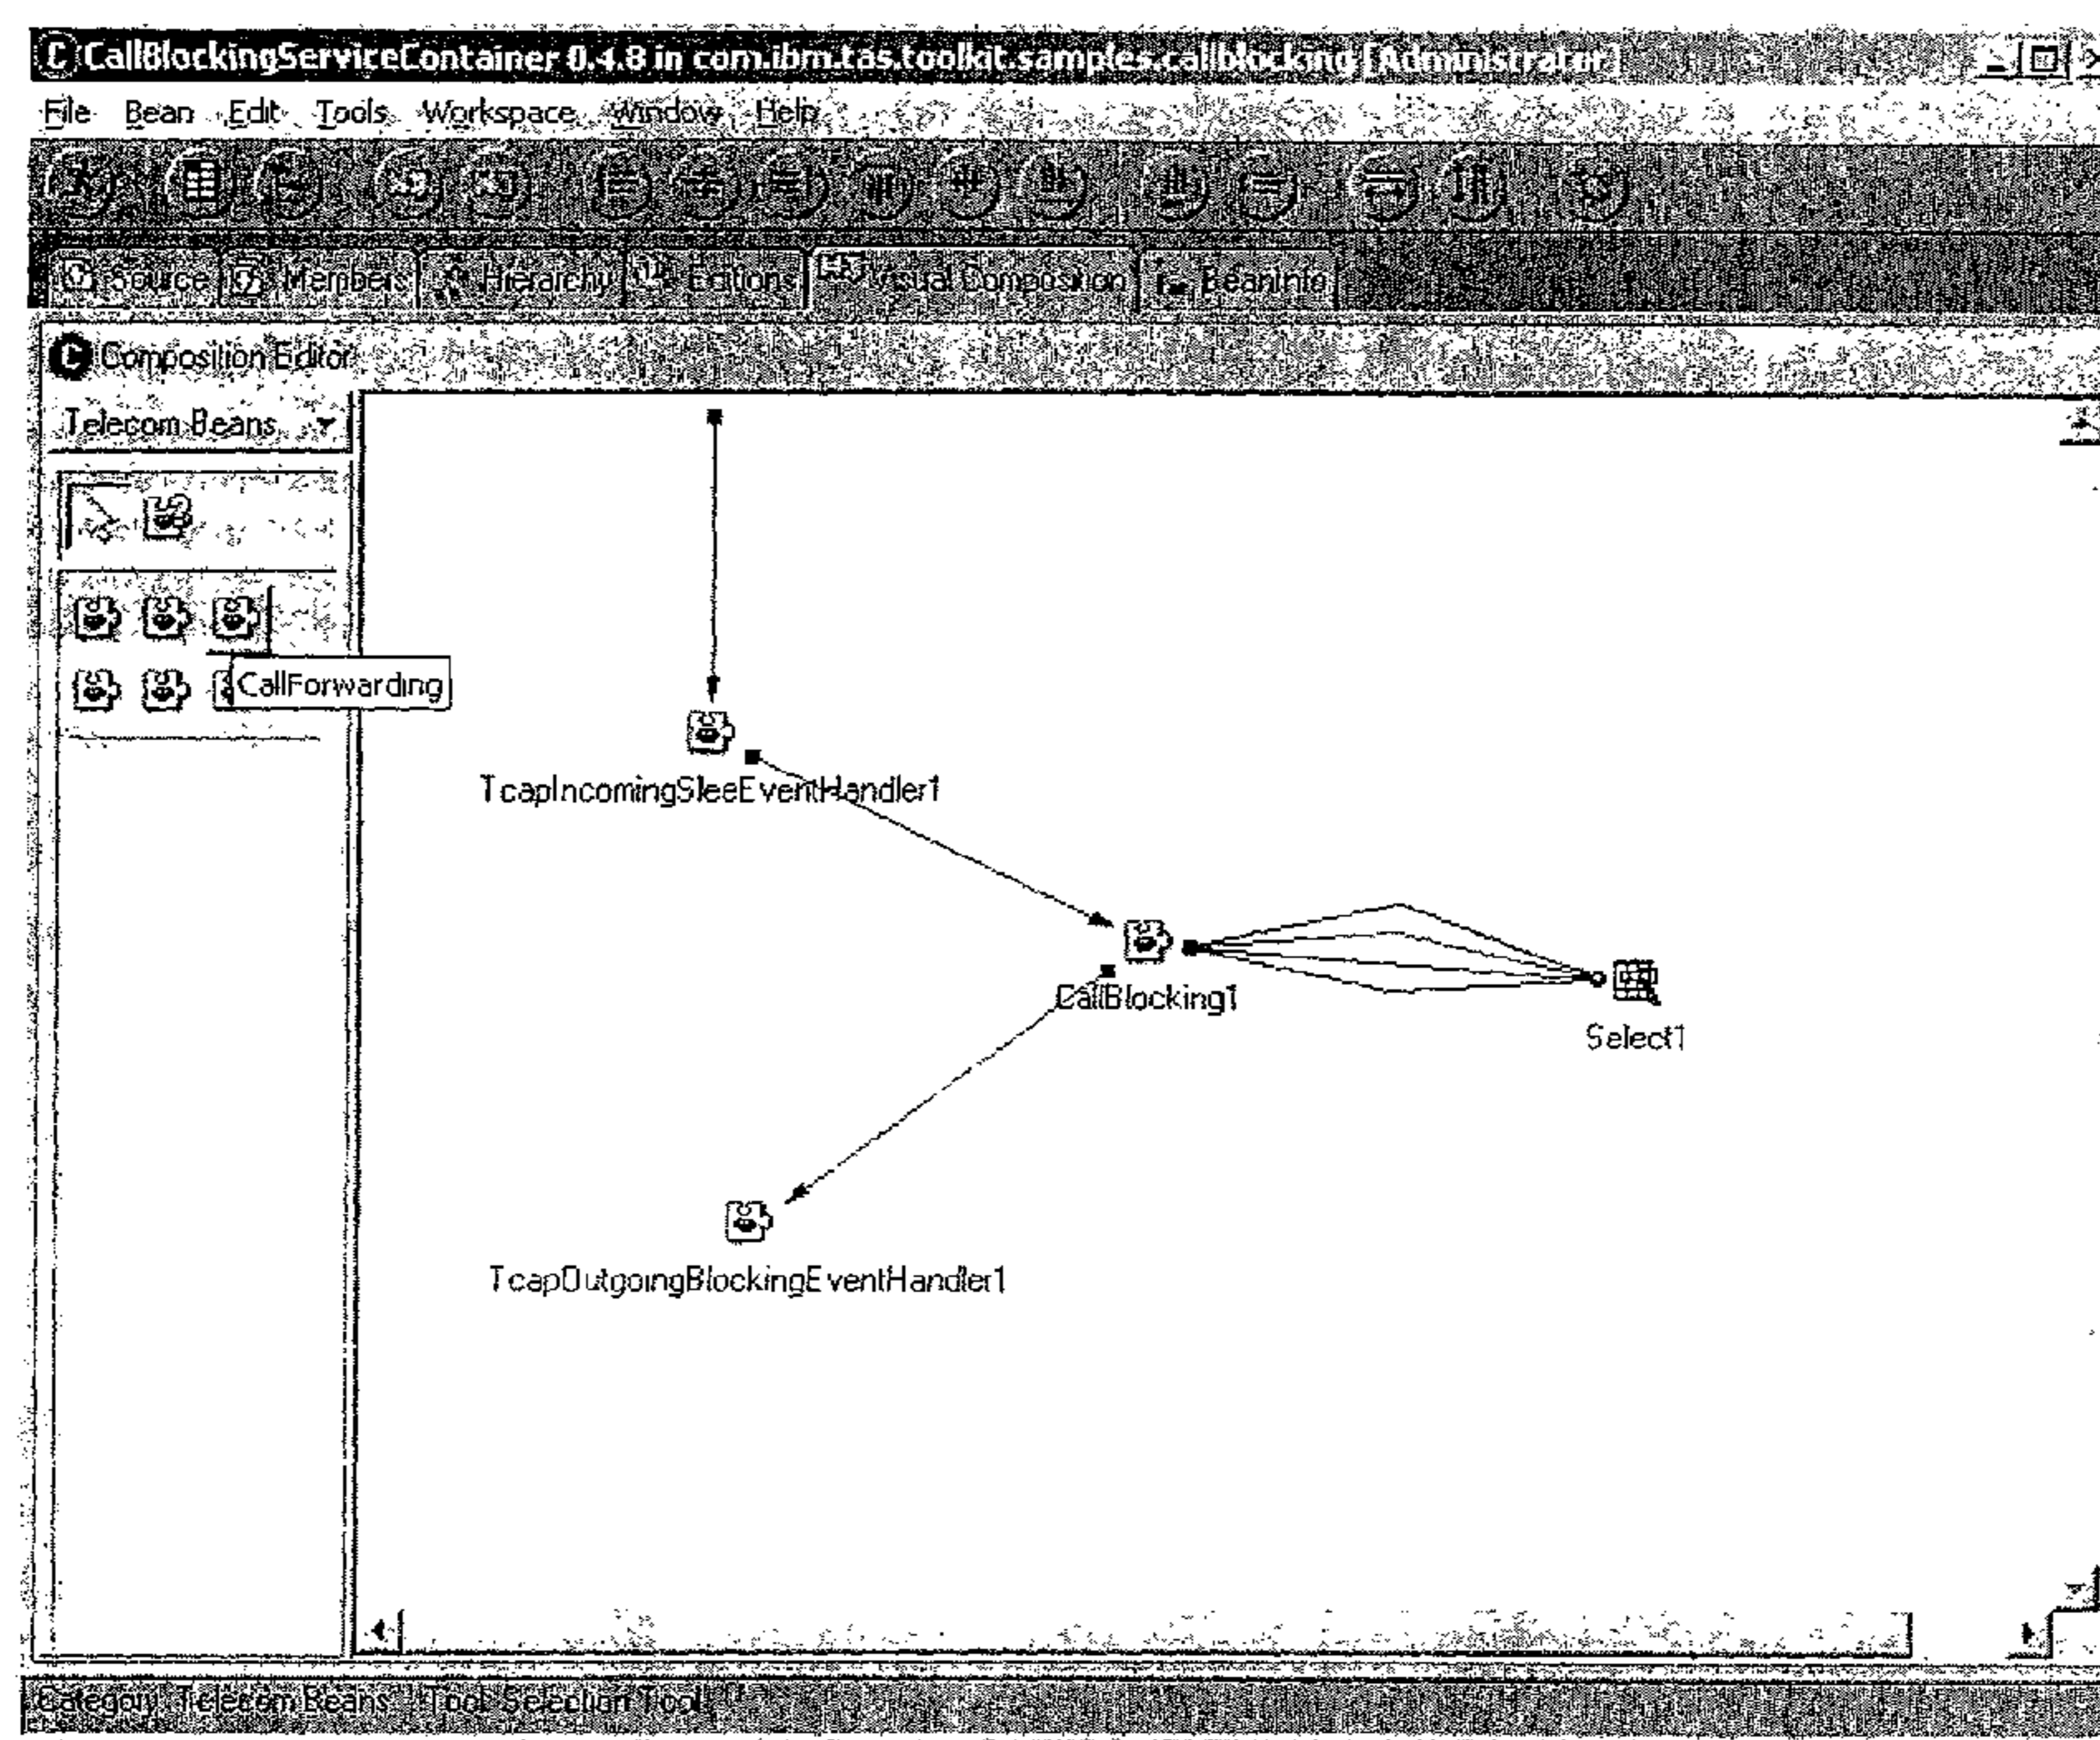 CallBlockingServiceContainer 0.4.8 in com.ibm.tas.toolkit.samples.callblocking [Administrator]
File Bean Edit Tools Workspace Window Help
Source Members Hierarchy Editions Visual Composition BeanInfo
Composition Editor
Telecom Beans
CallForwarding
TcapIncomingSleeEventHandler1
CallBlocking1
Select1
TcapOutgoingBlockingEventHandler1
Category: Telecom Beans Tool: Selection Tool